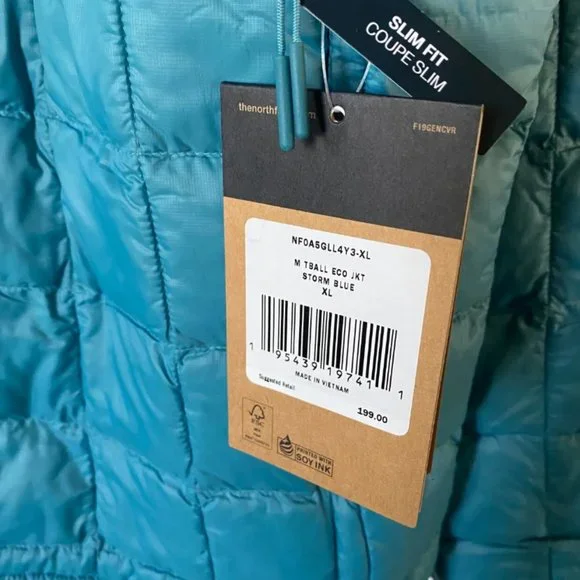 SLIM FIT
COUPE SLIM
thenorthf m
F19GENCVR
NF0A5GLL4Y3-XL
M TBALL ECO JKT
STORM BLUE
XL
1 95439 19741 1
MADE IN VIETNAM
Suggested Retail
199.00
FSC
PRINTED WITH
SOY INK